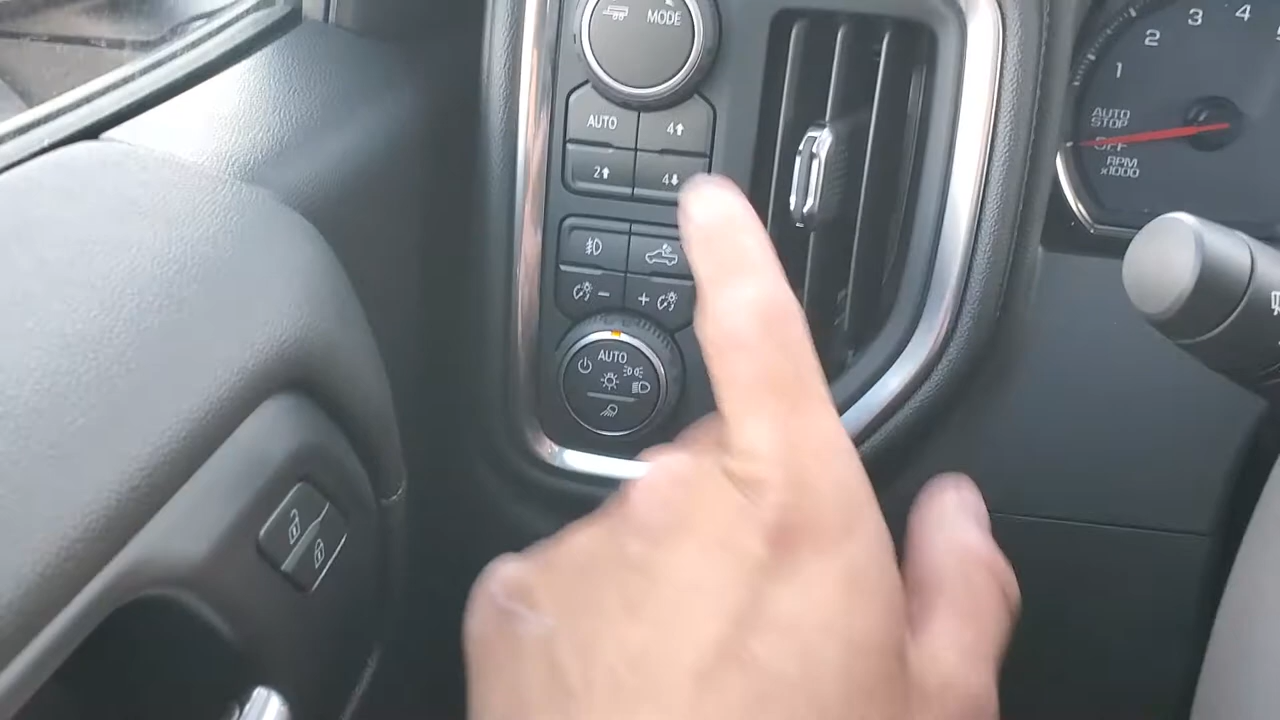 MODE
AUTO 4↑
2↑ 4↓
− +
AUTO
1
2
3
4
AUTO
STOP
OFF
RPM
x1000